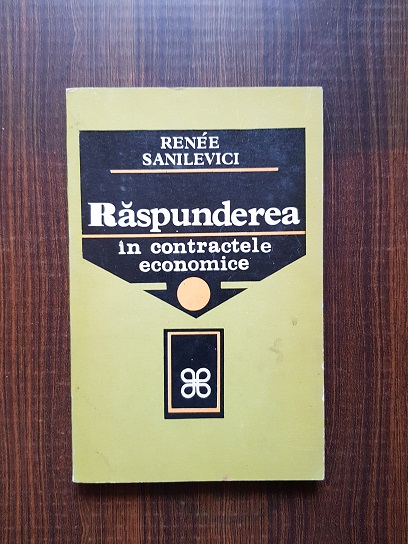 RENÉE
SANILEVICI
Răspunderea
în contractele
economice